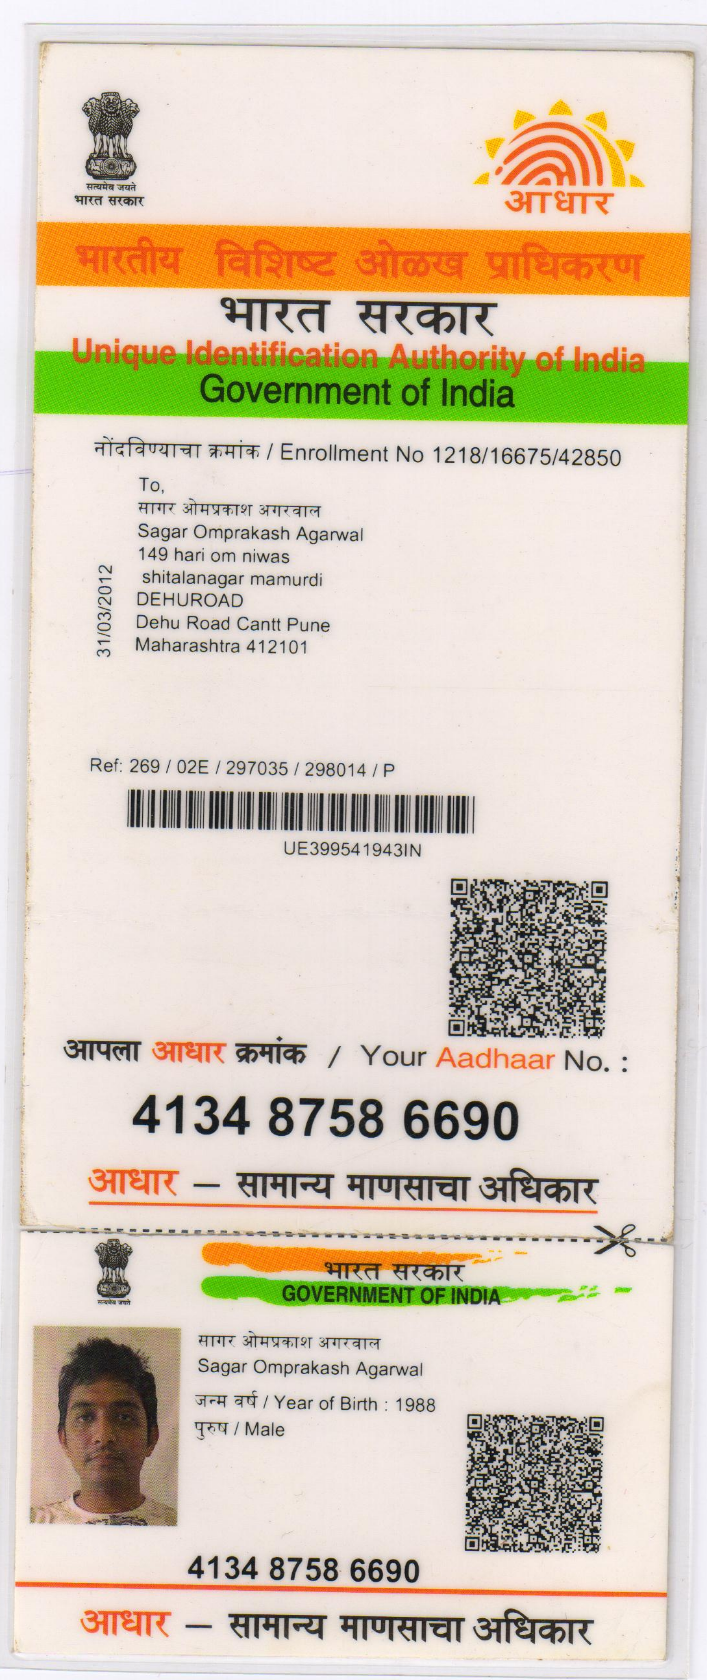 सत्यमेव जयते
भारत सरकार
आधार
भारतीय विशिष्ट ओळख प्राधिकरण
भारत सरकार
Unique Identification Authority of India
Government of India
नोंदविण्याचा क्रमांक / Enrollment No 1218/16675/42850
To,
सागर ओमप्रकाश अगरवाल
Sagar Omprakash Agarwal
149 hari om niwas
shitalanagar mamurdi
DEHUROAD
Dehu Road Cantt Pune
Maharashtra 412101
31/03/2012
Ref: 269 / 02E / 297035 / 298014 / P
UE399541943IN
आपला आधार क्रमांक / Your Aadhaar No. :
4134 8758 6690
आधार – सामान्य माणसाचा अधिकार
सत्यमेव जयते
भारत सरकार
GOVERNMENT OF INDIA
सागर ओमप्रकाश अगरवाल
Sagar Omprakash Agarwal
जन्म वर्ष / Year of Birth : 1988
पुरुष / Male
4134 8758 6690
आधार – सामान्य माणसाचा अधिकार